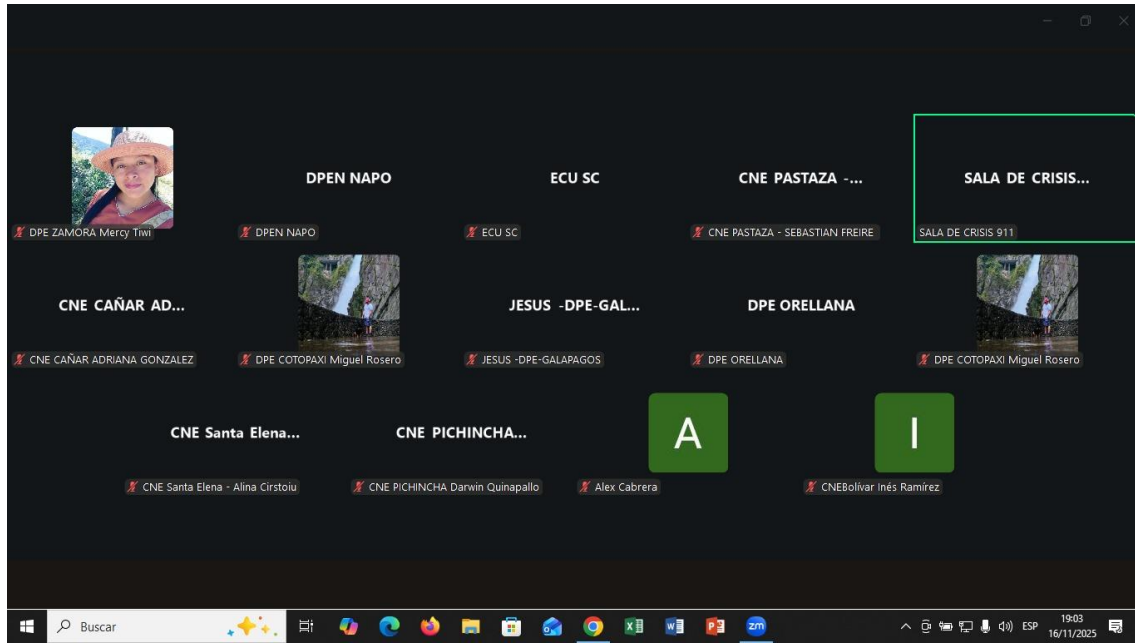 DPE ZAMORA Mercy Tiwi
DPEN NAPO
DPEN NAPO
ECU SC
ECU SC
CNE PASTAZA -...
CNE PASTAZA - SEBASTIAN FREIRE
SALA DE CRISIS...
SALA DE CRISIS 911
CNE CAÑAR AD...
CNE CAÑAR ADRIANA GONZALEZ
DPE COTOPAXI Miguel Rosero
JESUS -DPE-GAL...
JESUS -DPE-GALAPAGOS
DPE ORELLANA
DPE ORELLANA
DPE COTOPAXI Miguel Rosero
CNE Santa Elena...
CNE Santa Elena - Alina Cirstoiu
CNE PICHINCHA...
CNE PICHINCHA Darwin Quinapallo
A
Alex Cabrera
I
CNEBolívar Inés Ramírez
Buscar
zm
ESP
19:03
16/11/2025